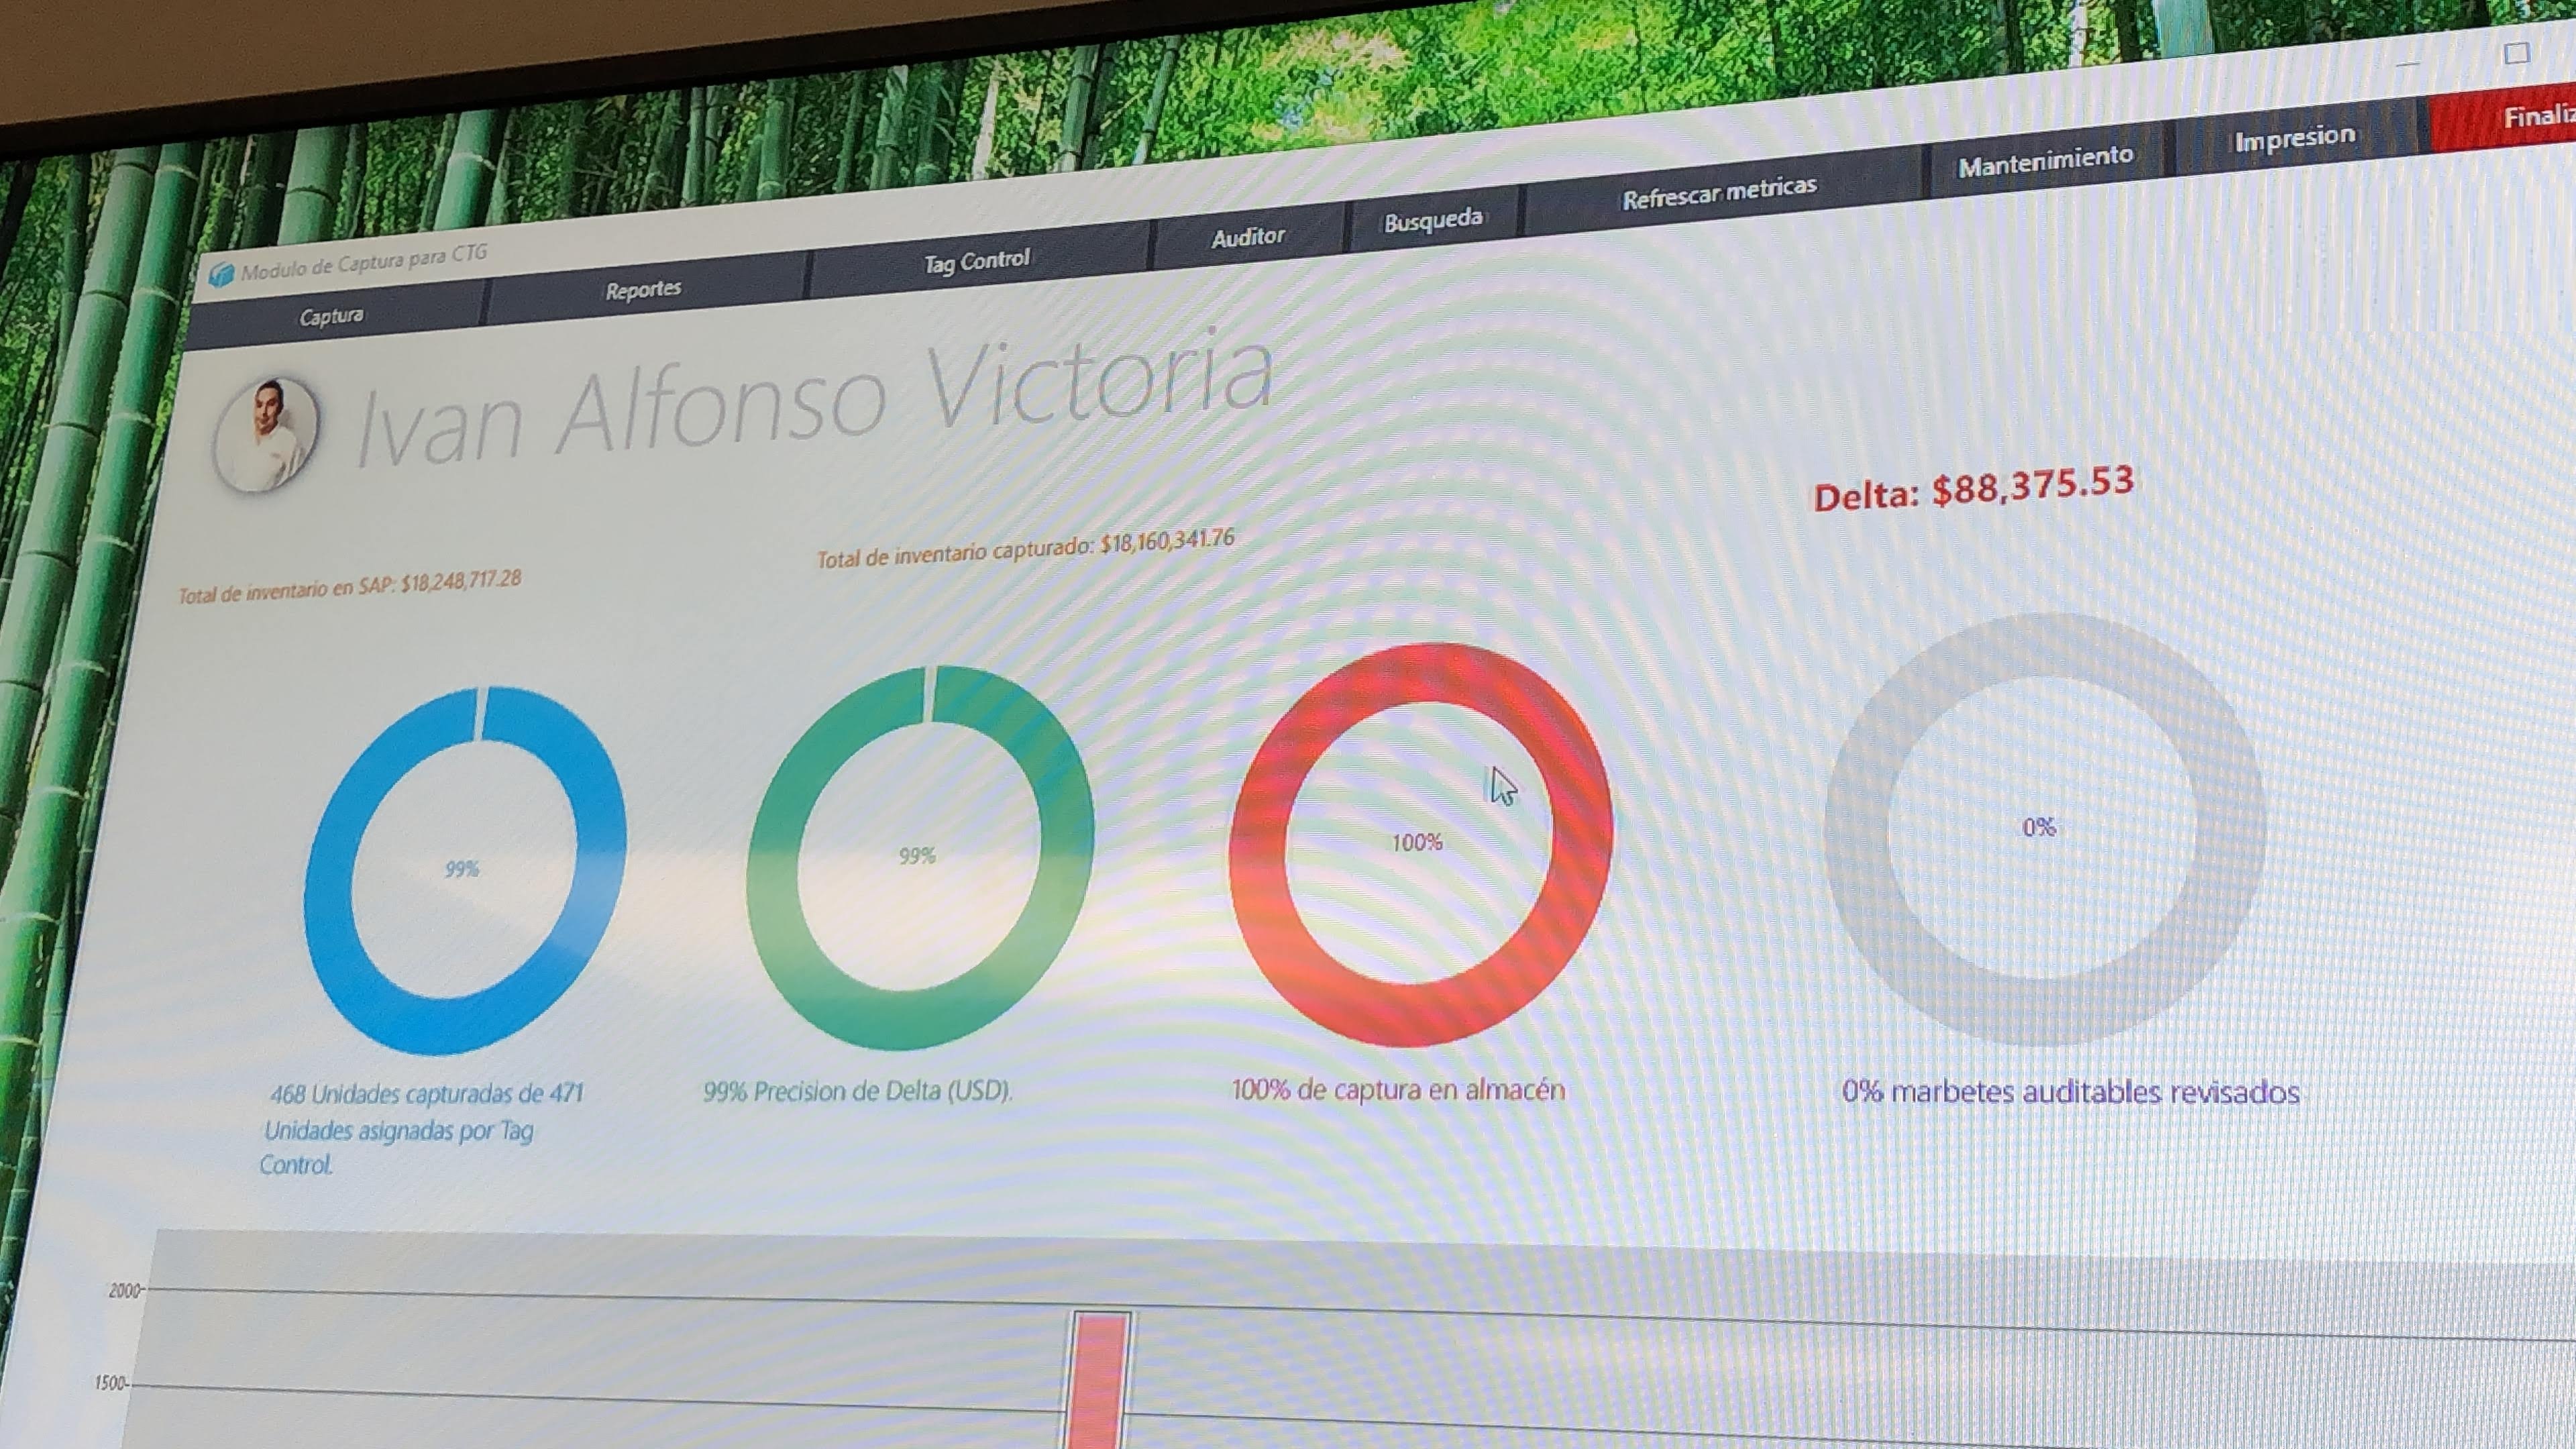 Modulo de Captura para CTG
Captura
Reportes
Tag Control
Auditor
Busqueda
Refrescar metricas
Mantenimiento
Impresion
Ivan Alfonso Victoria
Delta: $88,375.53
Total de inventario en SAP: $18,248,717.28
Total de inventario capturado: $18,160,341.76
99%
99%
100%
0%
468 Unidades capturadas de 471
Unidades asignadas por Tag
Control.
99% Precision de Delta (USD).
100% de captura en almacén
0% marbetes auditables revisados
2000
1500